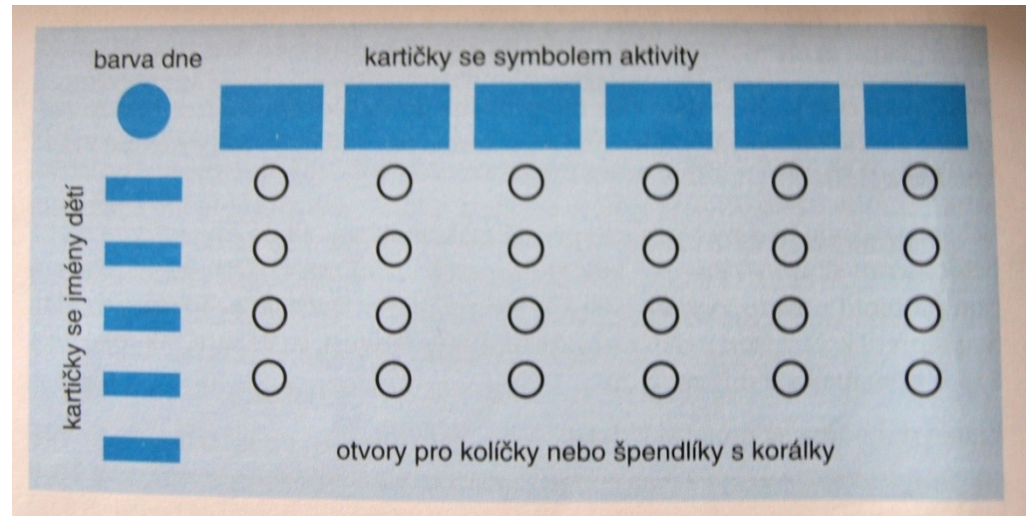 barva dne
kartičky se symbolem aktivity
kartičky se jmény dětí
otvory pro kolíčky nebo špendlíky s korálky